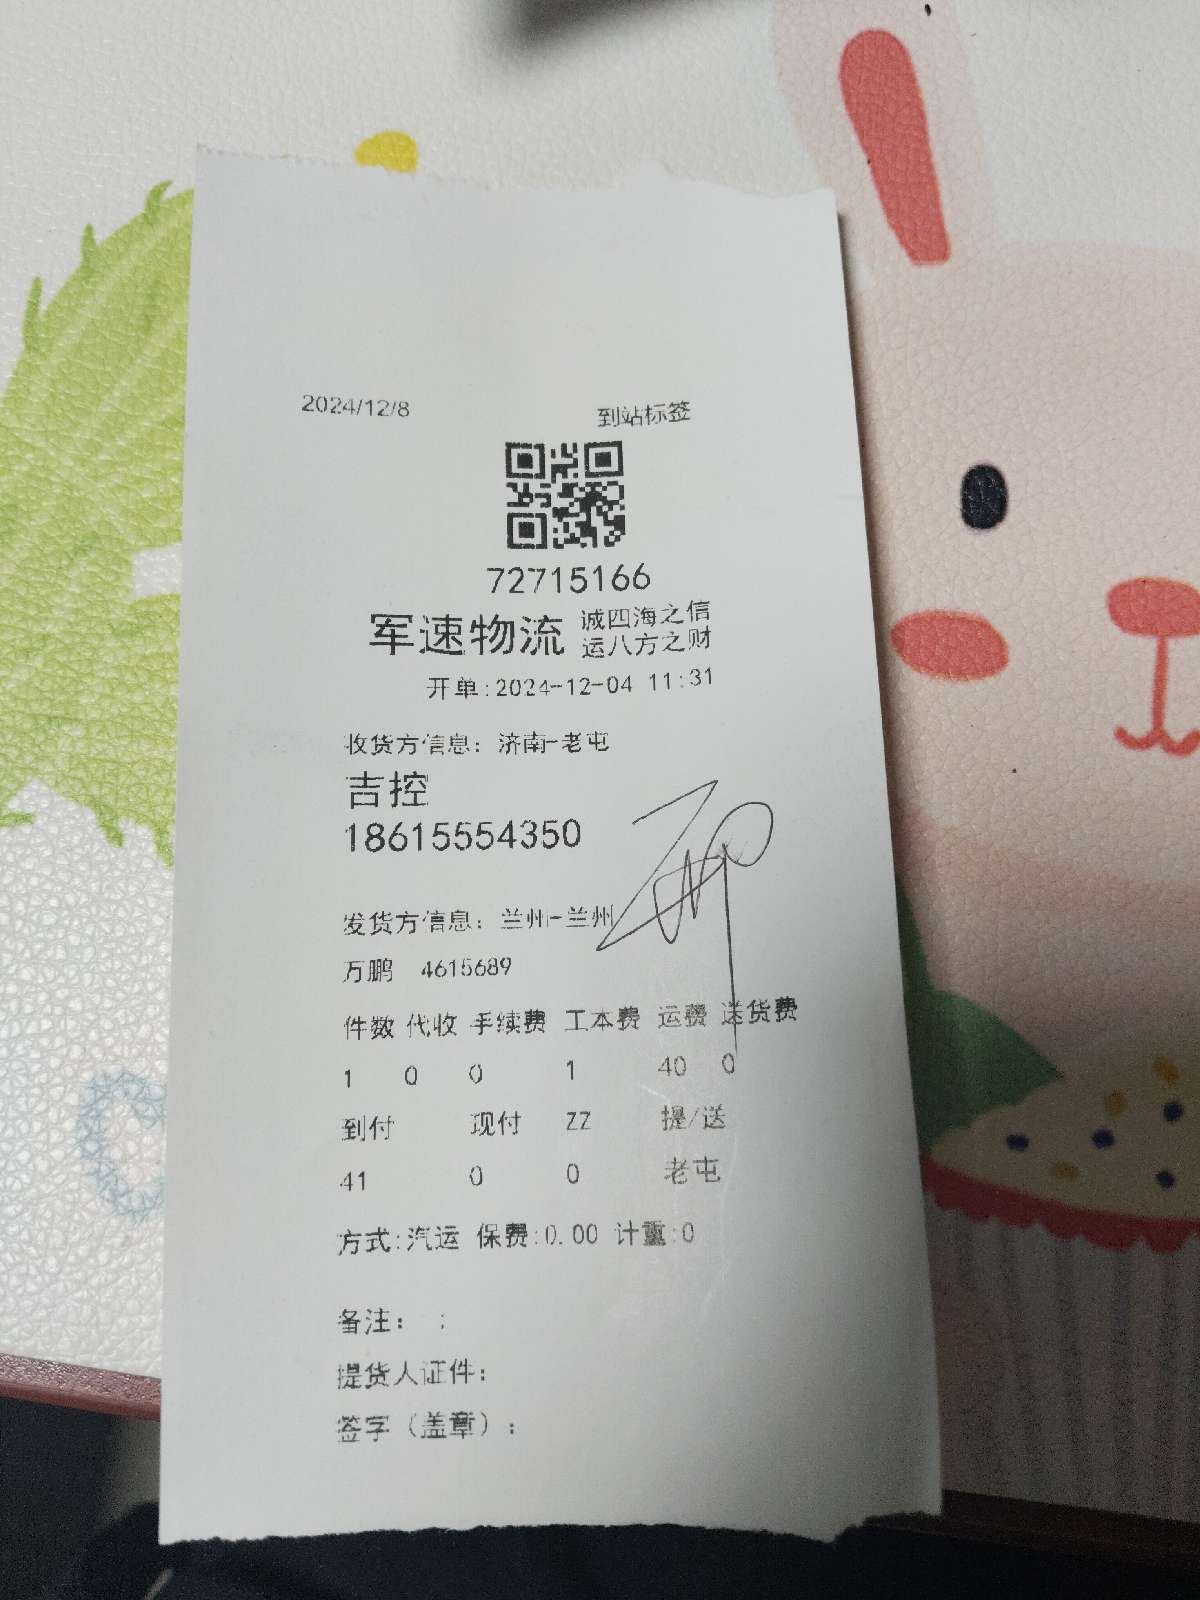 2024/12/8 到站标签
72715166
军速物流 诚四海之信
运八方之财
开单:2024-12-04 11:31
收货方信息: 济南-老屯
吉控
18615554350
发货方信息: 兰州-兰州
万鹏 4615689
件数 代收 手续费 工本费 运费 送货费
1 0 0 1 40 0
到付 现付 ZZ 提/送
41 0 0 老屯
方式:汽运 保费:0.00 计重:0
备注: ;
提货人证件:
签字(盖章):